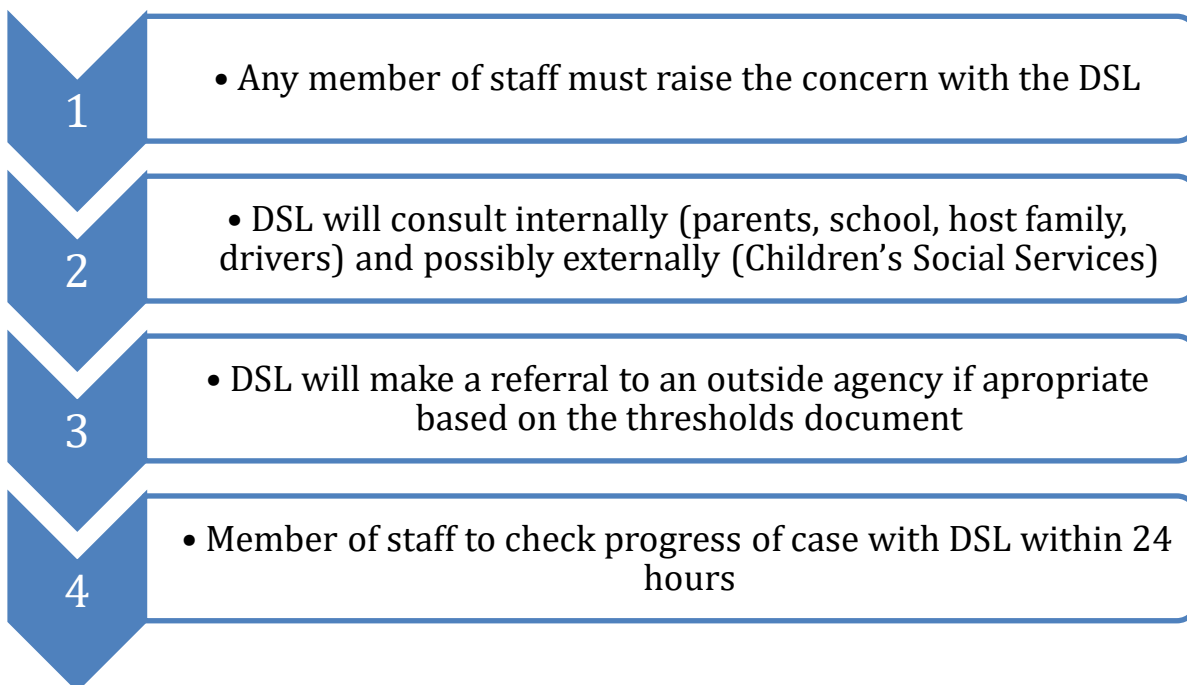 1
• Any member of staff must raise the concern with the DSL
2
• DSL will consult internally (parents, school, host family,
drivers) and possibly externally (Children’s Social Services)
3
• DSL will make a referral to an outside agency if apropriate
based on the thresholds document
4
• Member of staff to check progress of case with DSL within 24
hours